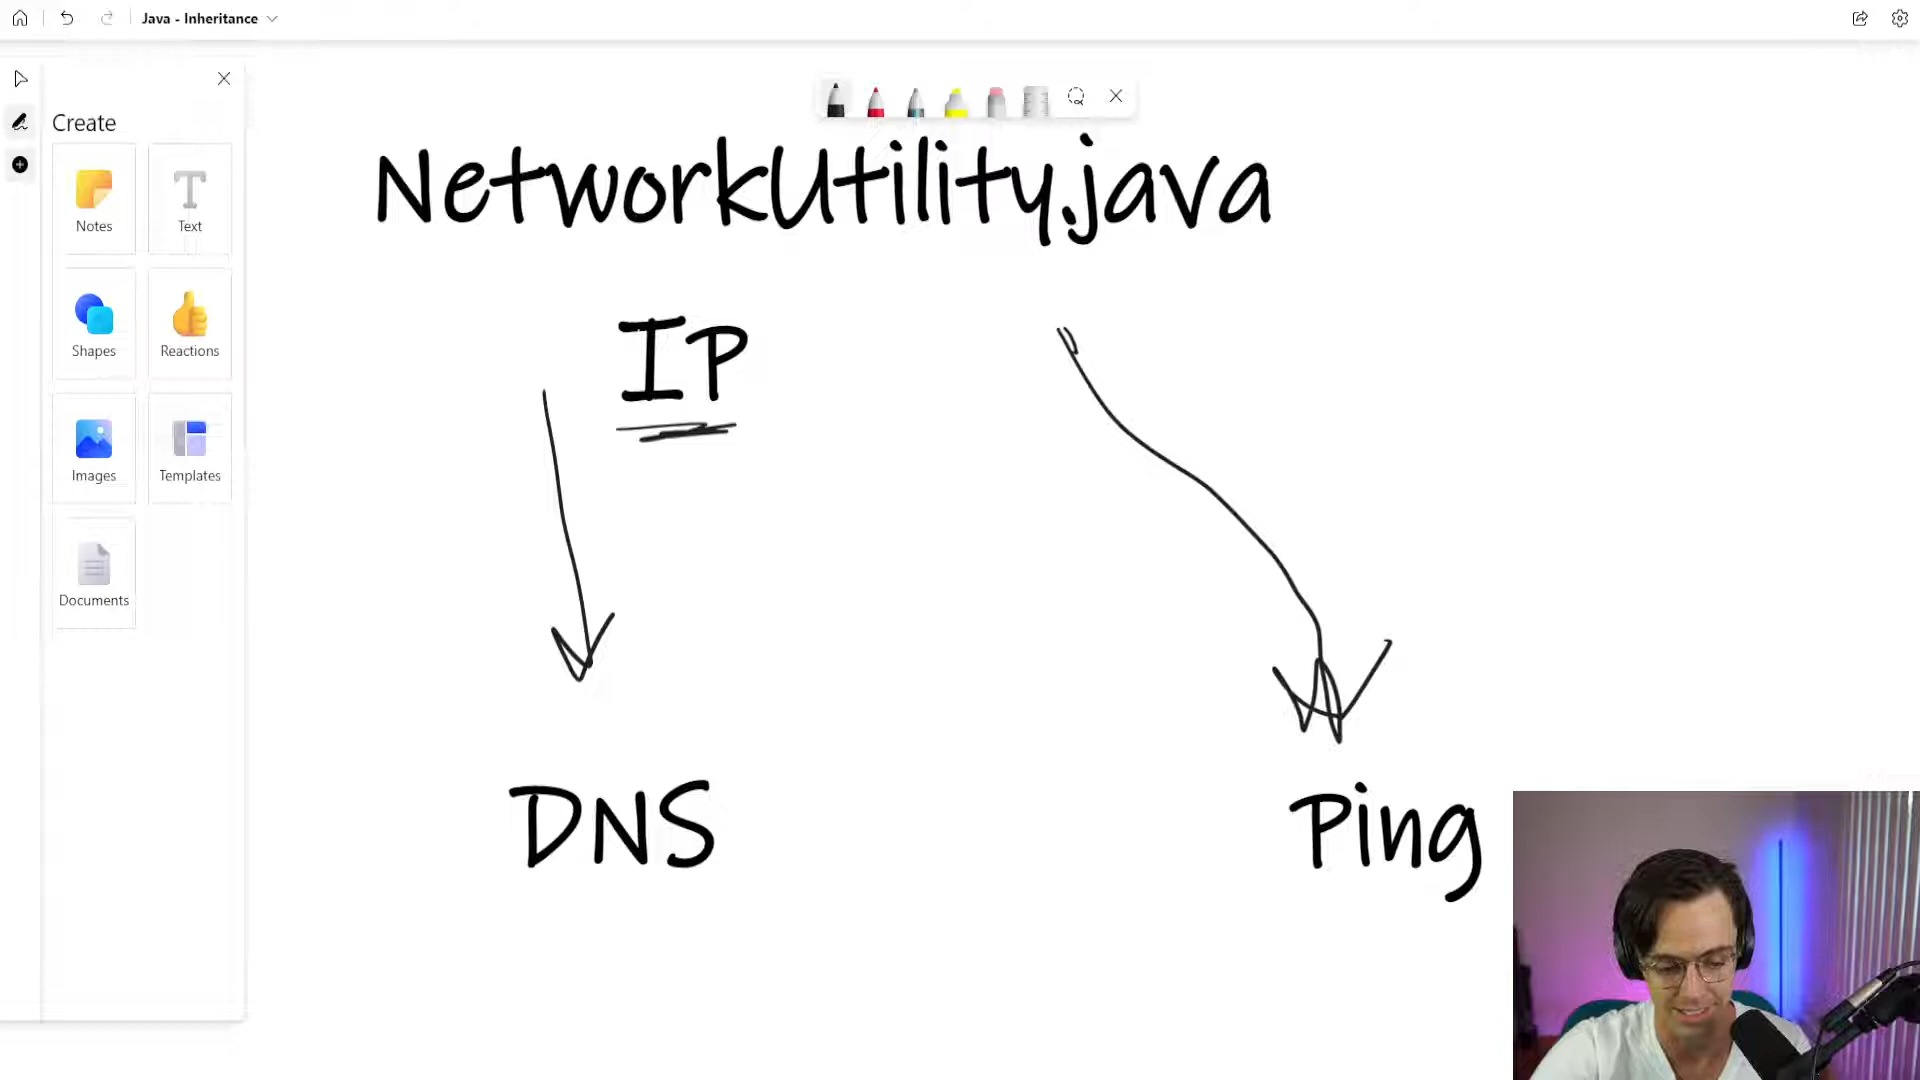 Java - Inheritance
Create
Notes
Text
Shapes
Reactions
Images
Templates
Documents
NetworkUtility.java
IP
DNS
Ping